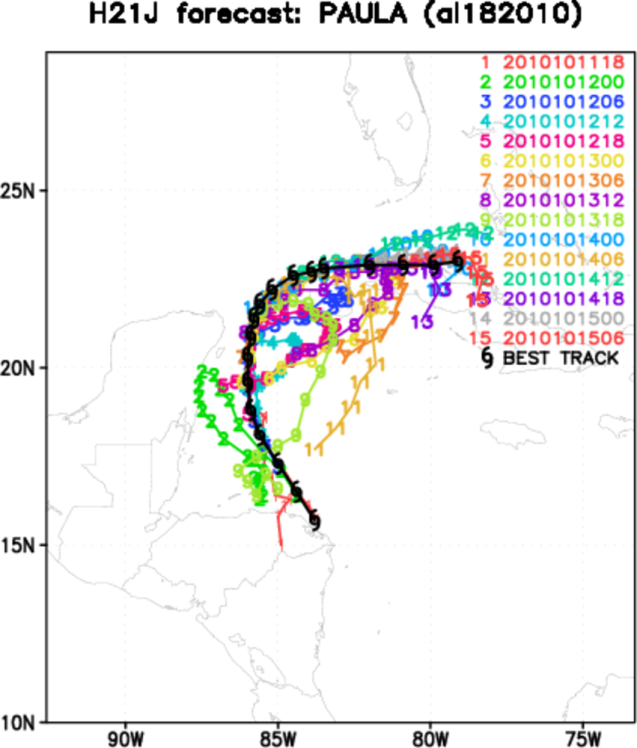 H21J forecast: PAULA (al182010)
1 2010101118
2 2010101200
3 2010101206
4 2010101212
5 2010101218
6 2010101300
7 2010101306
8 2010101312
9 2010101318
10 2010101400
1 2010101406
2010101412
13 2010101418
14 2010101500
15 2010101506
BEST TRACK
25N
20N
15N
10N
90W 85W 80W 75W